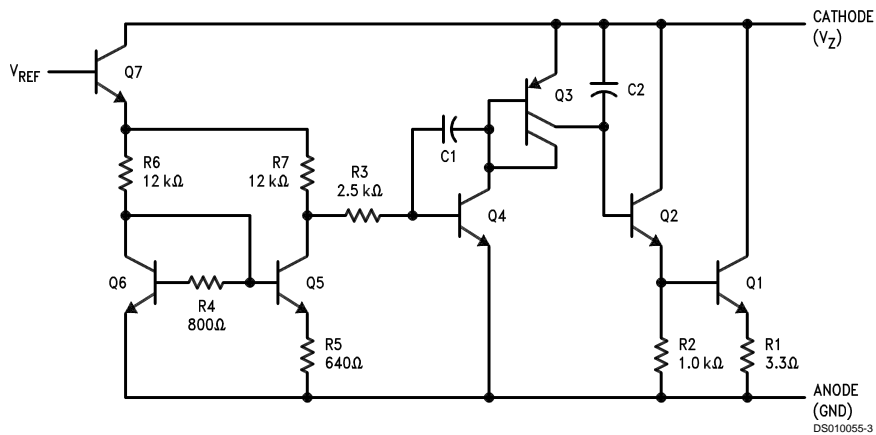 CATHODE
(VZ)
VREF
Q7
Q3
C2
C1
R6
12 kΩ
R7
12 kΩ
R3
2.5 kΩ
Q4
Q2
Q6
R4
800Ω
Q5
Q1
R5
640Ω
R2
1.0 kΩ
R1
3.3Ω
ANODE
(GND)
DS010055-3